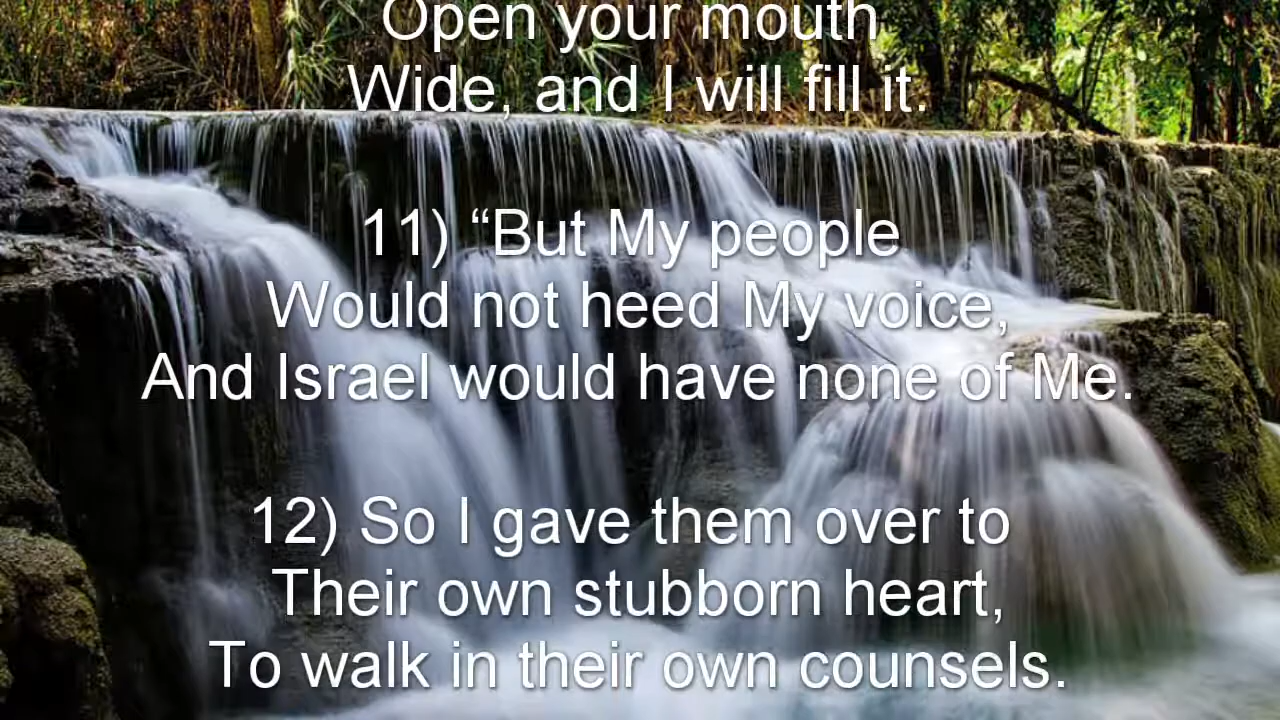 Open your mouth
Wide, and I will fill it.
11) “But My people
Would not heed My voice,
And Israel would have none of Me.
12) So I gave them over to
Their own stubborn heart,
To walk in their own counsels.